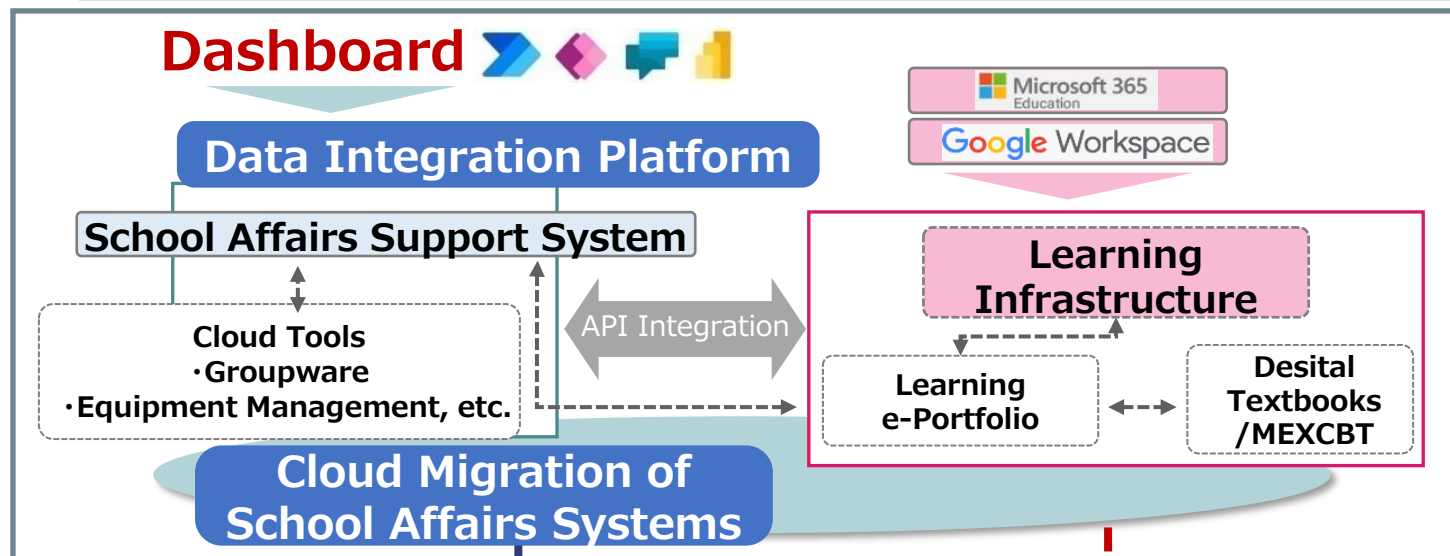 Dashboard
Microsoft 365
Education
Google Workspace
Data Integration Platform
School Affairs Support System
Cloud Tools
・Groupware
・Equipment Management, etc.
API Integration
Learning
Infrastructure
Learning
e-Portfolio
Desital
Textbooks
/MEXCBT
Cloud Migration of
School Affairs Systems